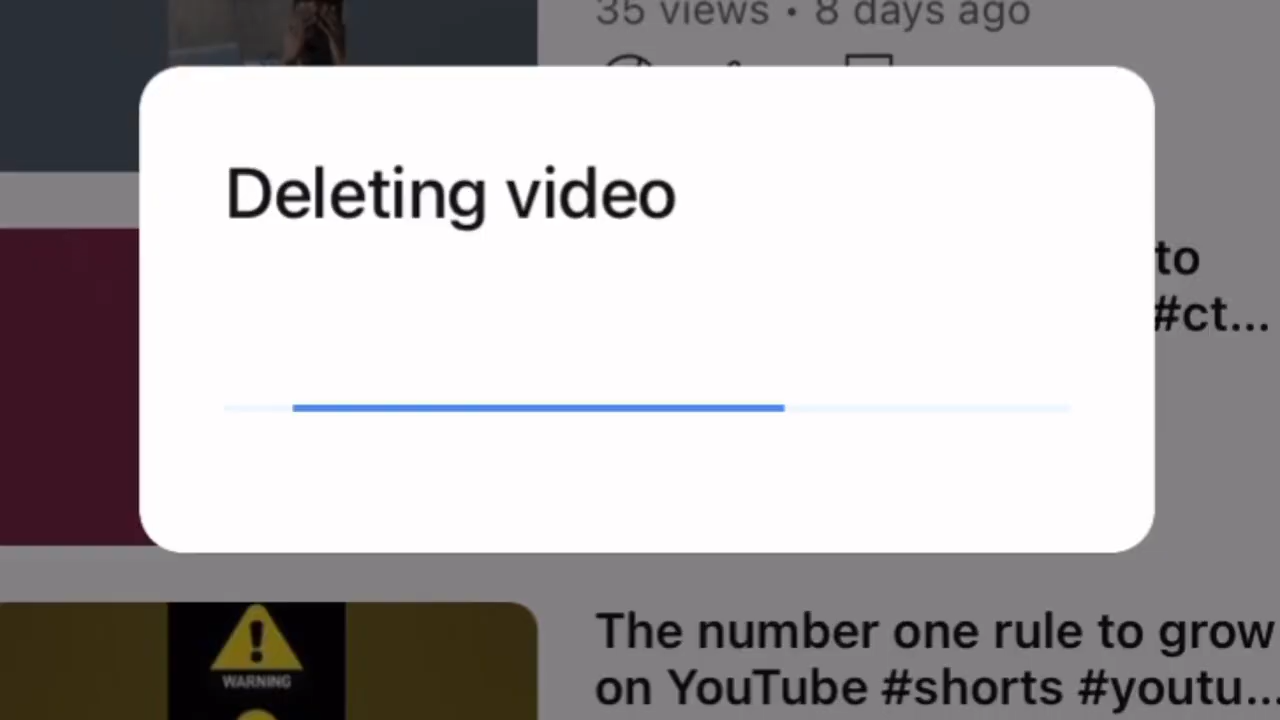 35 views • 8 days ago
Deleting video
to
#ct...
WARNING
The number one rule to grow
on YouTube #shorts #youtu...